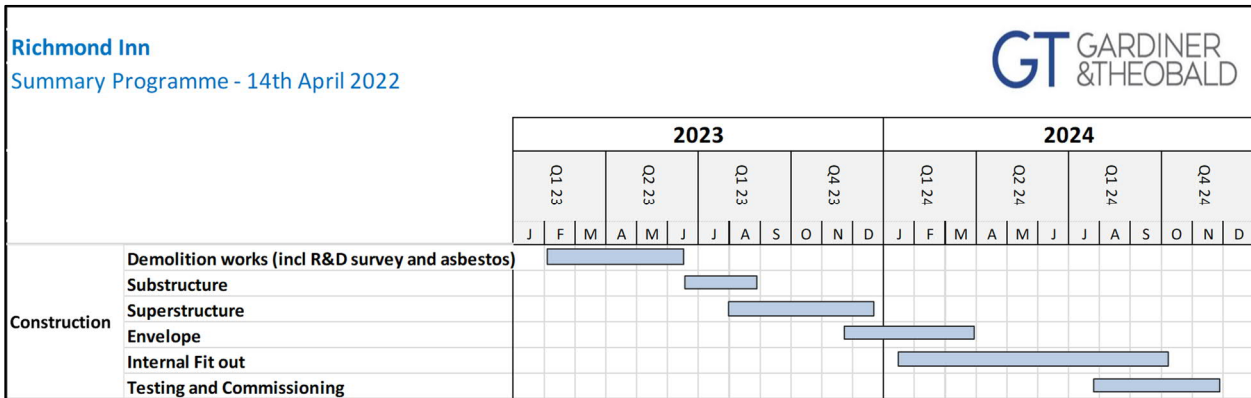 Richmond Inn
Summary Programme - 14th April 2022
GT GARDINER
&THEOBALD
2023 2024
Q1 23 Q2 23 Q1 23 Q4 23 Q1 24 Q2 24 Q1 24 Q4 24
J F M A M J J A S O N D J F M A M J J A S O N D
Construction
Demolition works (incl R&D survey and asbestos)
Substructure
Superstructure
Envelope
Internal Fit out
Testing and Commissioning